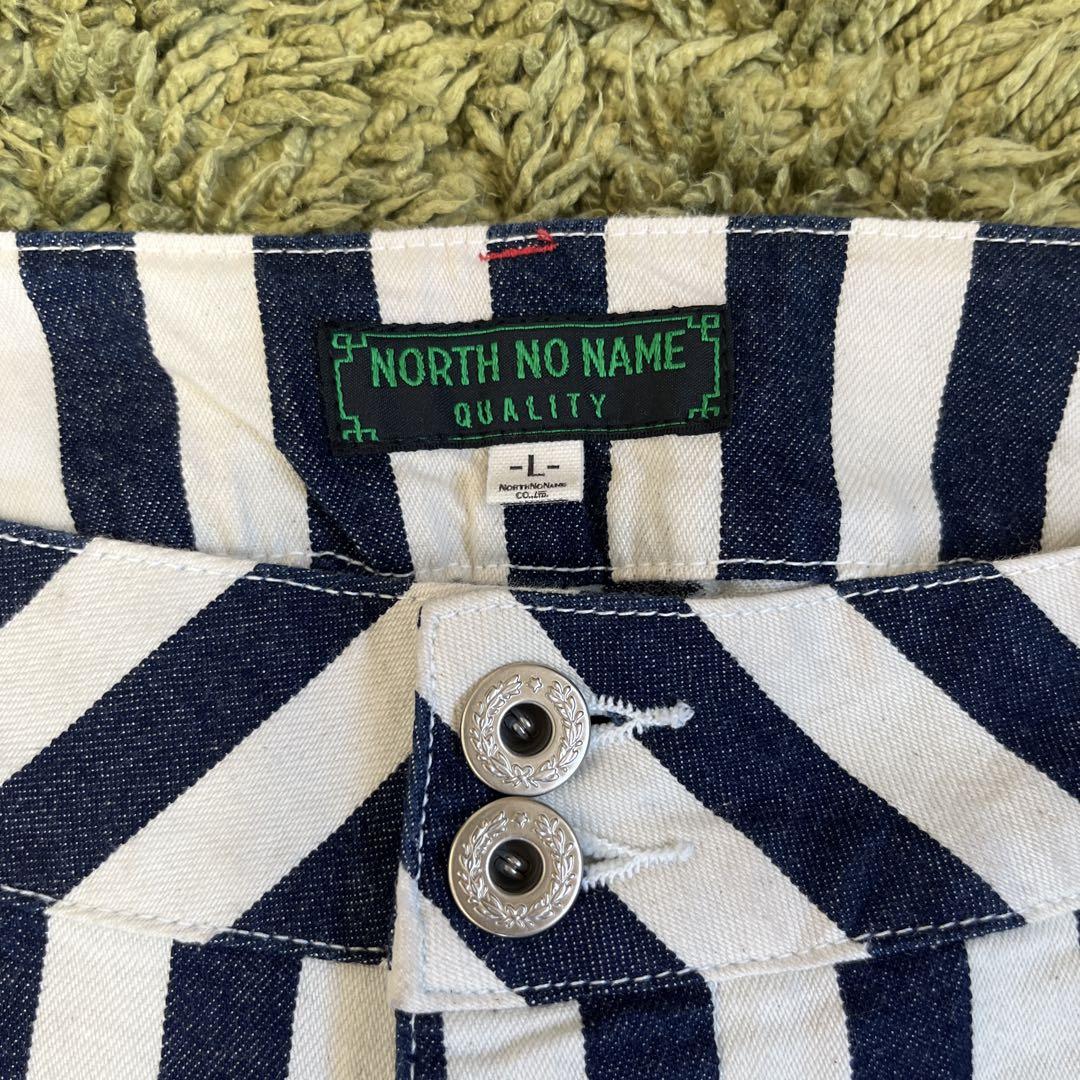 NORTH NO NAME
QUALITY
-L-
NORTHNONAME
CO.,LTD.